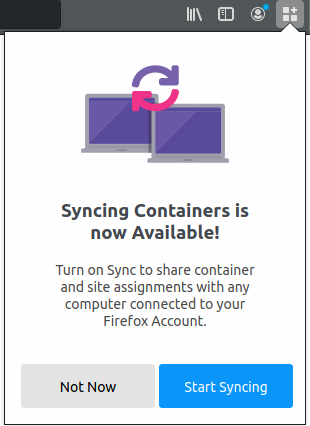 Syncing Containers is
now Available!
Turn on Sync to share container
and site assignments with any
computer connected to your
Firefox Account.
Not Now
Start Syncing